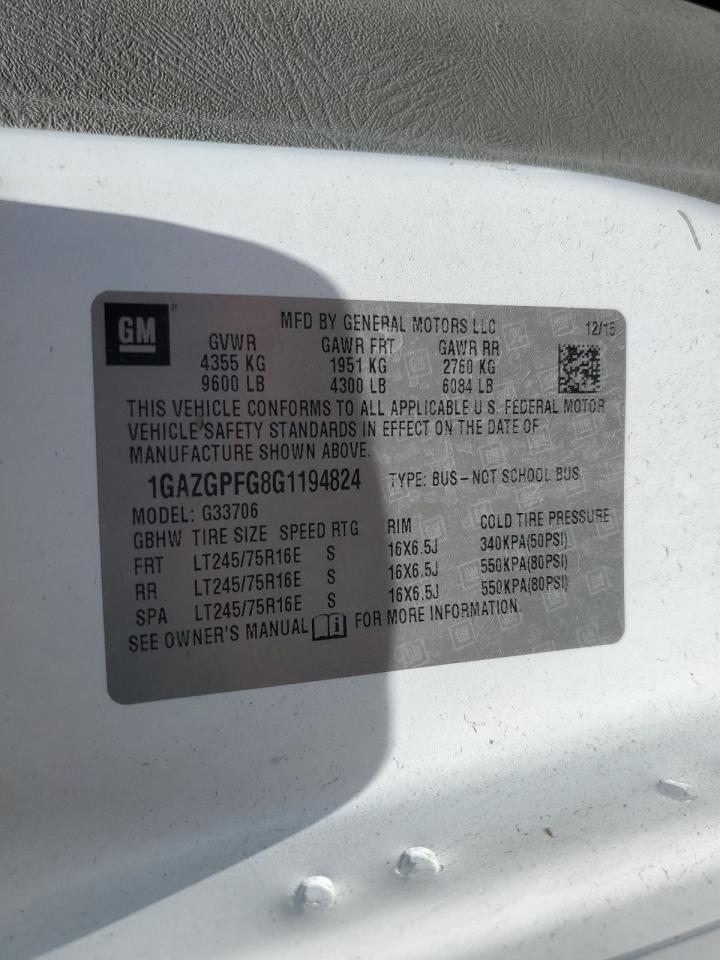 GM
MFD BY GENERAL MOTORS LLC 12/15
GVWR GAWR FRT GAWR RR
4355 KG 1951 KG 2760 KG
9600 LB 4300 LB 6084 LB
THIS VEHICLE CONFORMS TO ALL APPLICABLE U.S. FEDERAL MOTOR
VEHICLE SAFETY STANDARDS IN EFFECT ON THE DATE OF
MANUFACTURE SHOWN ABOVE.
1GAZGPFG8G1194824 TYPE: BUS-NOT SCHOOL BUS
MODEL: G33706
GBHW TIRE SIZE SPEED RTG RIM COLD TIRE PRESSURE
FRT LT245/75R16E S 16X6.5J 340KPA(50PSI)
RR LT245/75R16E S 16X6.5J 550KPA(80PSI)
SPA LT245/75R16E S 16X6.5J 550KPA(80PSI)
SEE OWNER'S MANUAL FOR MORE INFORMATION.